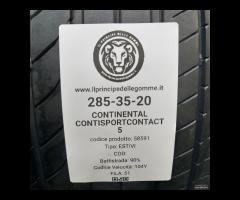 IL PRINCIPE DELLE GOMME
www.ilprincipedellegomme.it
285-35-20
CONTINENTAL
CONTISPORTCONTACT
5
codice prodotto: 58591
Tipo: ESTIVI
COD:
Battistrada: 90%
Codice Velocita: 104Y
FILA: 51